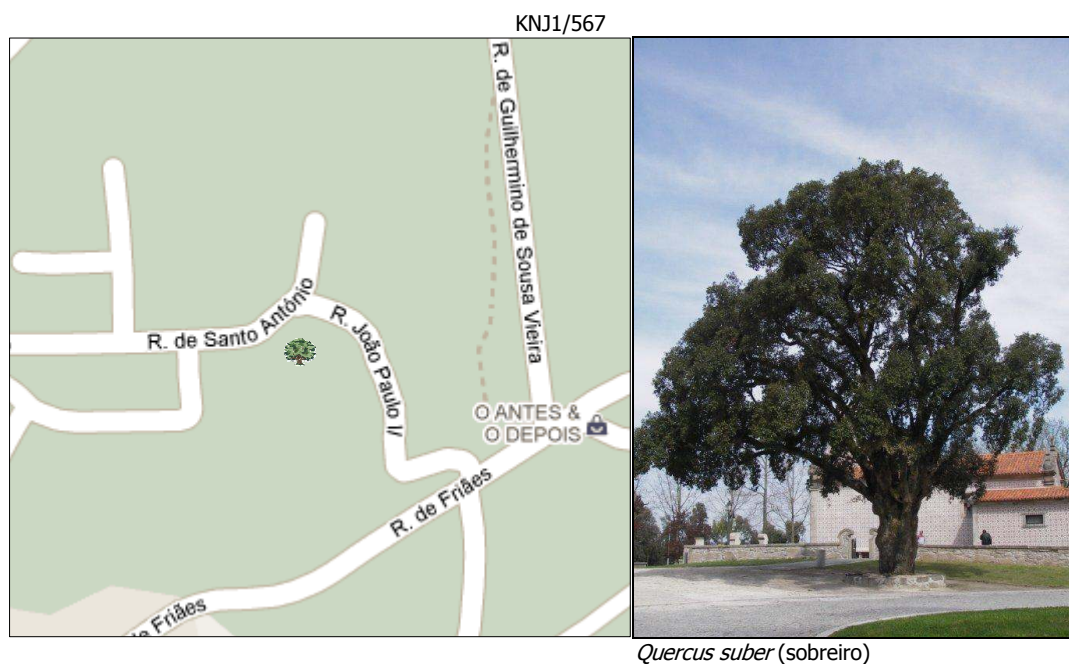 KNJ1/567
R. de Guilhermino de Sousa Vieira
R. de Santo António
R. João Paulo II
O ANTES &
O DEPOIS
R. de Friães
de Friães
Quercus suber (sobreiro)